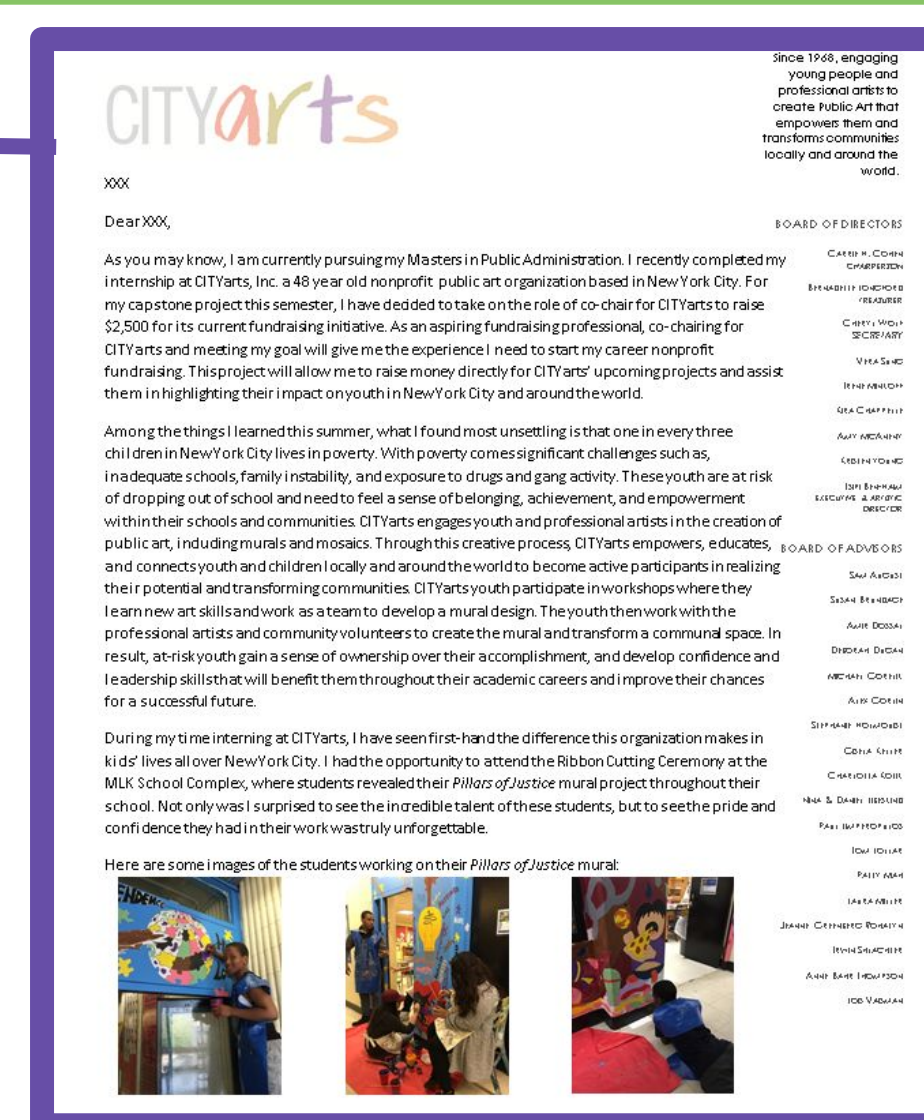 CITYarts
Since 1968, engaging
young people and
professional artists to
create Public Art that
empowers them and
transforms communities
locally and around the
world.
XXX
Dear XXX,
As you may know, I am currently pursuing my Masters in Public Administration. I recently completed my
internship at CITYarts, Inc. a 48 year old nonprofit public art organization based in New York City. For
my capstone project this semester, I have decided to take on the role of co-chair for CITYarts to raise
$2,500 for its current fundraising initiative. As an aspiring fundraising professional, co-chairing for
CITYarts and meeting my goal will give me the experience I need to start my career nonprofit
fundraising. This project will allow me to raise money directly for CITYarts' upcoming projects and assist
them in highlighting their impact on youth in New York City and around the world.
Among the things I learned this summer, what I found most unsettling is that one in every three
children in New York City lives in poverty. With poverty comes significant challenges such as,
inadequate schools, family instability, and exposure to drugs and gang activity. These youth are at risk
of dropping out of school and need to feel a sense of belonging, achievement, and empowerment
within their schools and communities. CITYarts engages youth and professional artists in the creation of
public art, including murals and mosaics. Through this creative process, CITYarts empowers, educates,
and connects youth and children locally and around the world to become active participants in realizing
their potential and transforming communities. CITYarts youth participate in workshops where they
learn new art skills and work as a team to develop a mural design. The youth then work with the
professional artists and community volunteers to create the mural and transform a communal space. In
result, at-risk youth gain a sense of ownership over their accomplishment, and develop confidence and
leadership skills that will benefit them throughout their academic careers and improve their chances
for a successful future.
During my time interning at CITYarts, I have seen first-hand the difference this organization makes in
kids' lives all over New York City. I had the opportunity to attend the Ribbon Cutting Ceremony at the
MLK School Complex, where students revealed their Pillars of Justice mural project throughout their
school. Not only was I surprised to see the incredible talent of these students, but to see the pride and
confidence they had in their work was truly unforgettable.
Here are some images of the students working on their Pillars of Justice mural:
BOARD OF DIRECTORS
CHAIRPERSON
TREASURER
SECRETARY
EXECUTIVE & ARTISTIC
DIRECTOR
BOARD OF ADVISORS